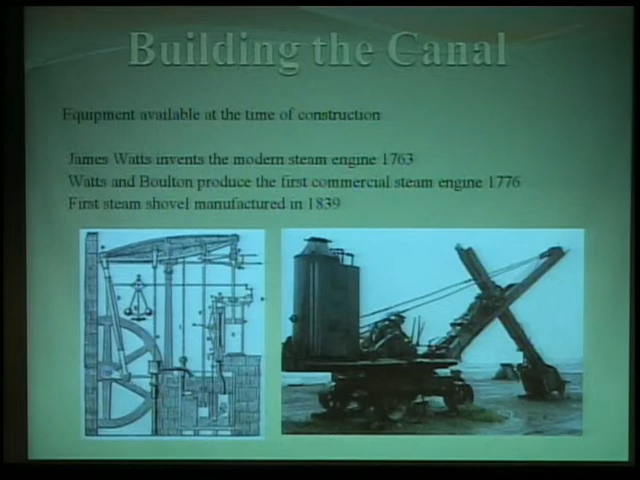 Building the Canal
Equipment available at the time of construction
James Watts invents the modern steam engine 1763
Watts and Boulton produce the first commercial steam engine 1776
First steam shovel manufactured in 1839